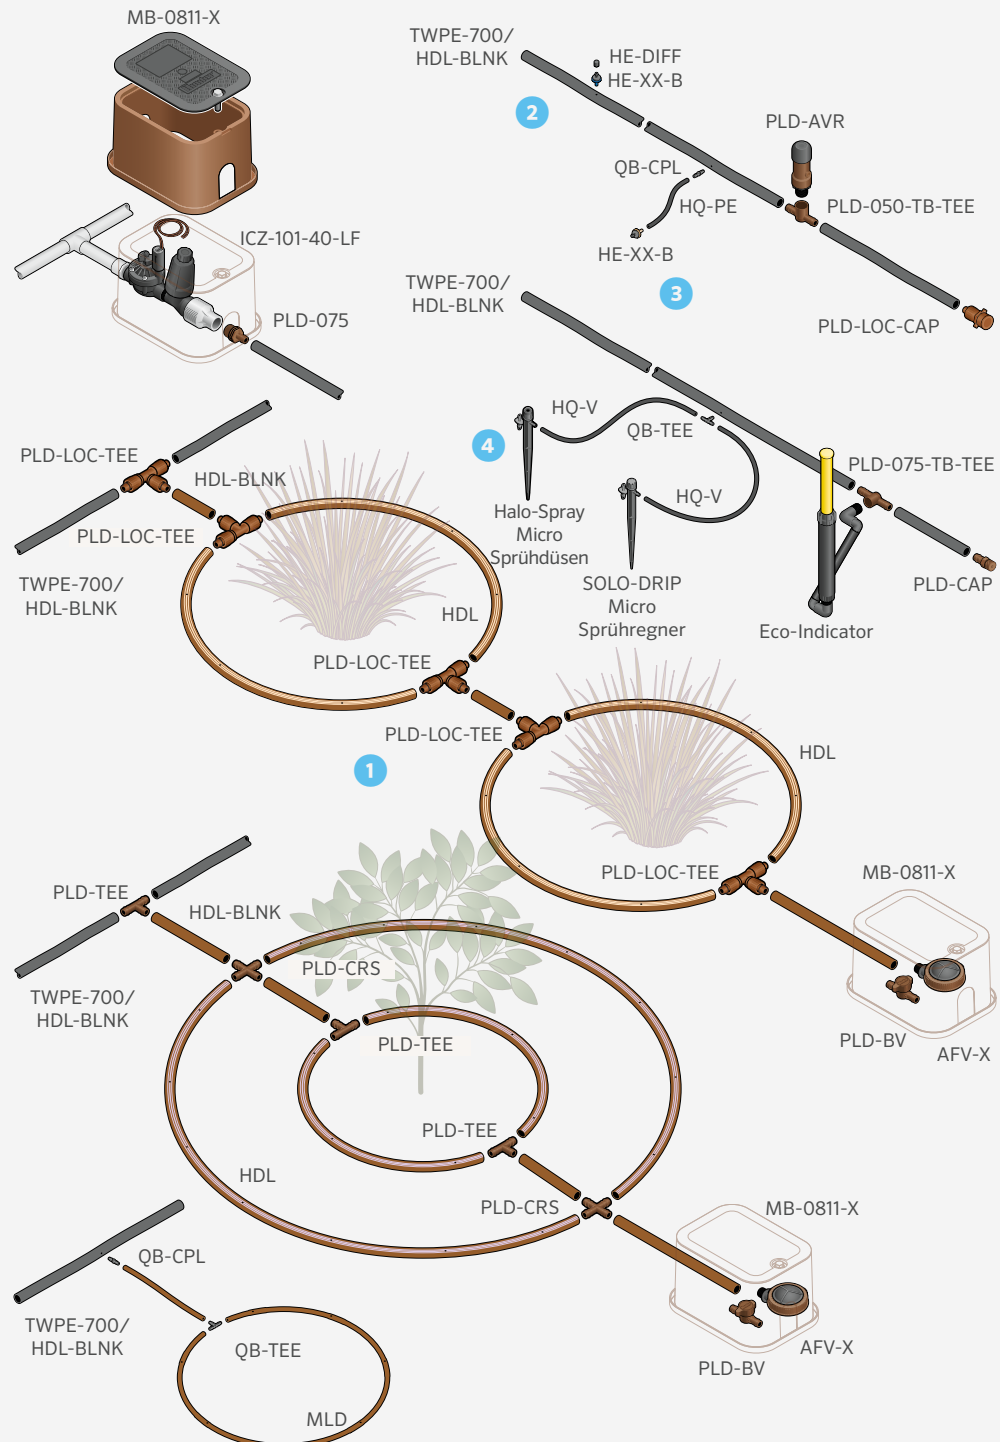 MB-0811-X
ICZ-101-40-LF
PLD-075
TWPE-700/
HDL-BLNK
HE-DIFF
HE-XX-B
2
PLD-AVR
QB-CPL
HQ-PE
PLD-050-TB-TEE
HE-XX-B
PLD-LOC-CAP
3
TWPE-700/
HDL-BLNK
HQ-V
QB-TEE
4
HQ-V
PLD-075-TB-TEE
Halo-Spray
Micro
Sprühdüsen
SOLO-DRIP
Micro
Sprühregner
Eco-Indicator
PLD-CAP
PLD-LOC-TEE
HDL-BLNK
PLD-LOC-TEE
TWPE-700/
HDL-BLNK
HDL
PLD-LOC-TEE
PLD-LOC-TEE
1
HDL
PLD-LOC-TEE
MB-0811-X
PLD-BV
AFV-X
PLD-TEE
HDL-BLNK
PLD-CRS
TWPE-700/
HDL-BLNK
PLD-TEE
PLD-TEE
HDL
PLD-CRS
MB-0811-X
PLD-BV
AFV-X
QB-CPL
TWPE-700/
HDL-BLNK
QB-TEE
MLD